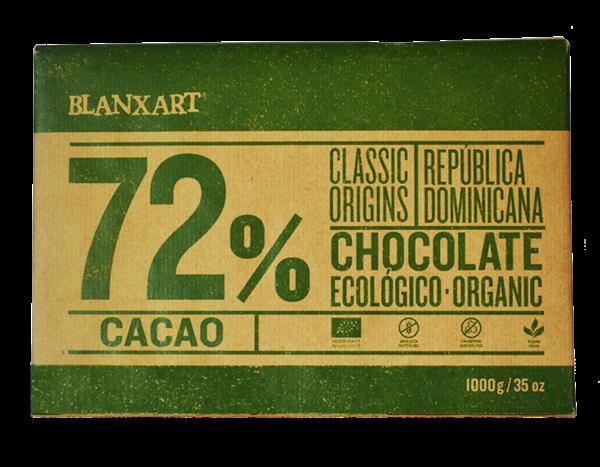 BLANXART®
72%
CACAO
CLASSIC
ORIGINS
REPÚBLICA
DOMINICANA
CHOCOLATE
ECOLÓGICO·ORGANIC
1000g / 35 oz